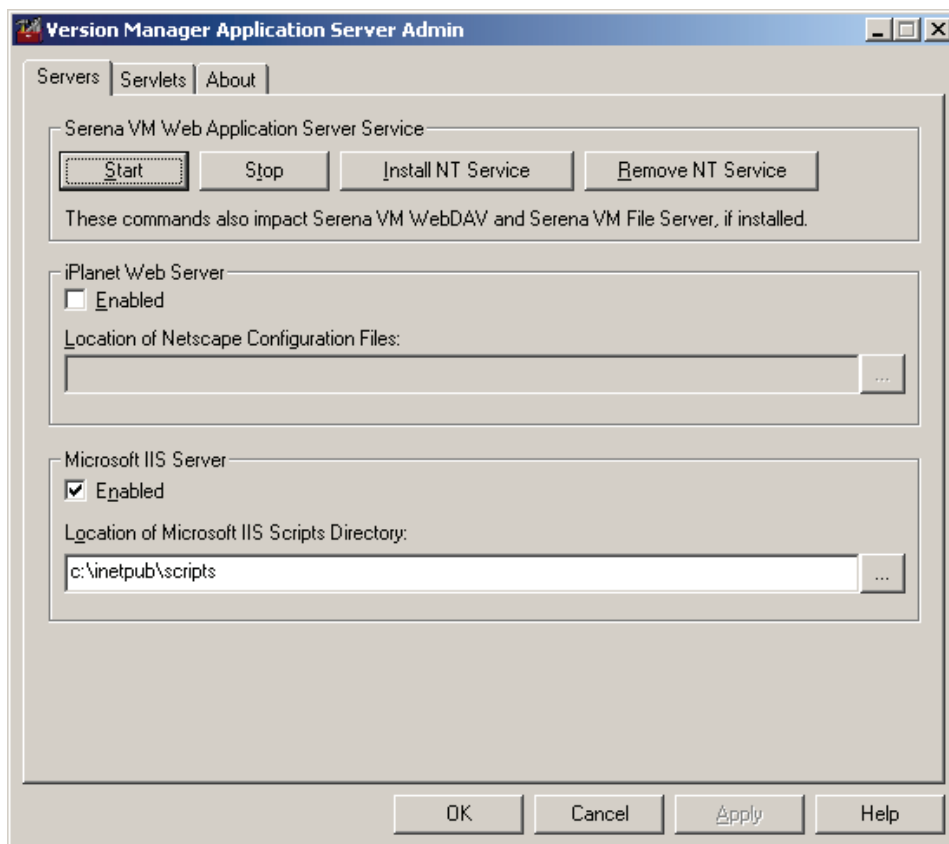 Version Manager Application Server Admin
Servers Servlets About
Serena VM Web Application Server Service
Start Stop Install NT Service Remove NT Service
These commands also impact Serena VM WebDAV and Serena VM File Server, if installed.
iPlanet Web Server
Enabled
Location of Netscape Configuration Files:
...
Microsoft IIS Server
Enabled
Location of Microsoft IIS Scripts Directory:
c:\inetpub\scripts ...
OK Cancel Apply Help